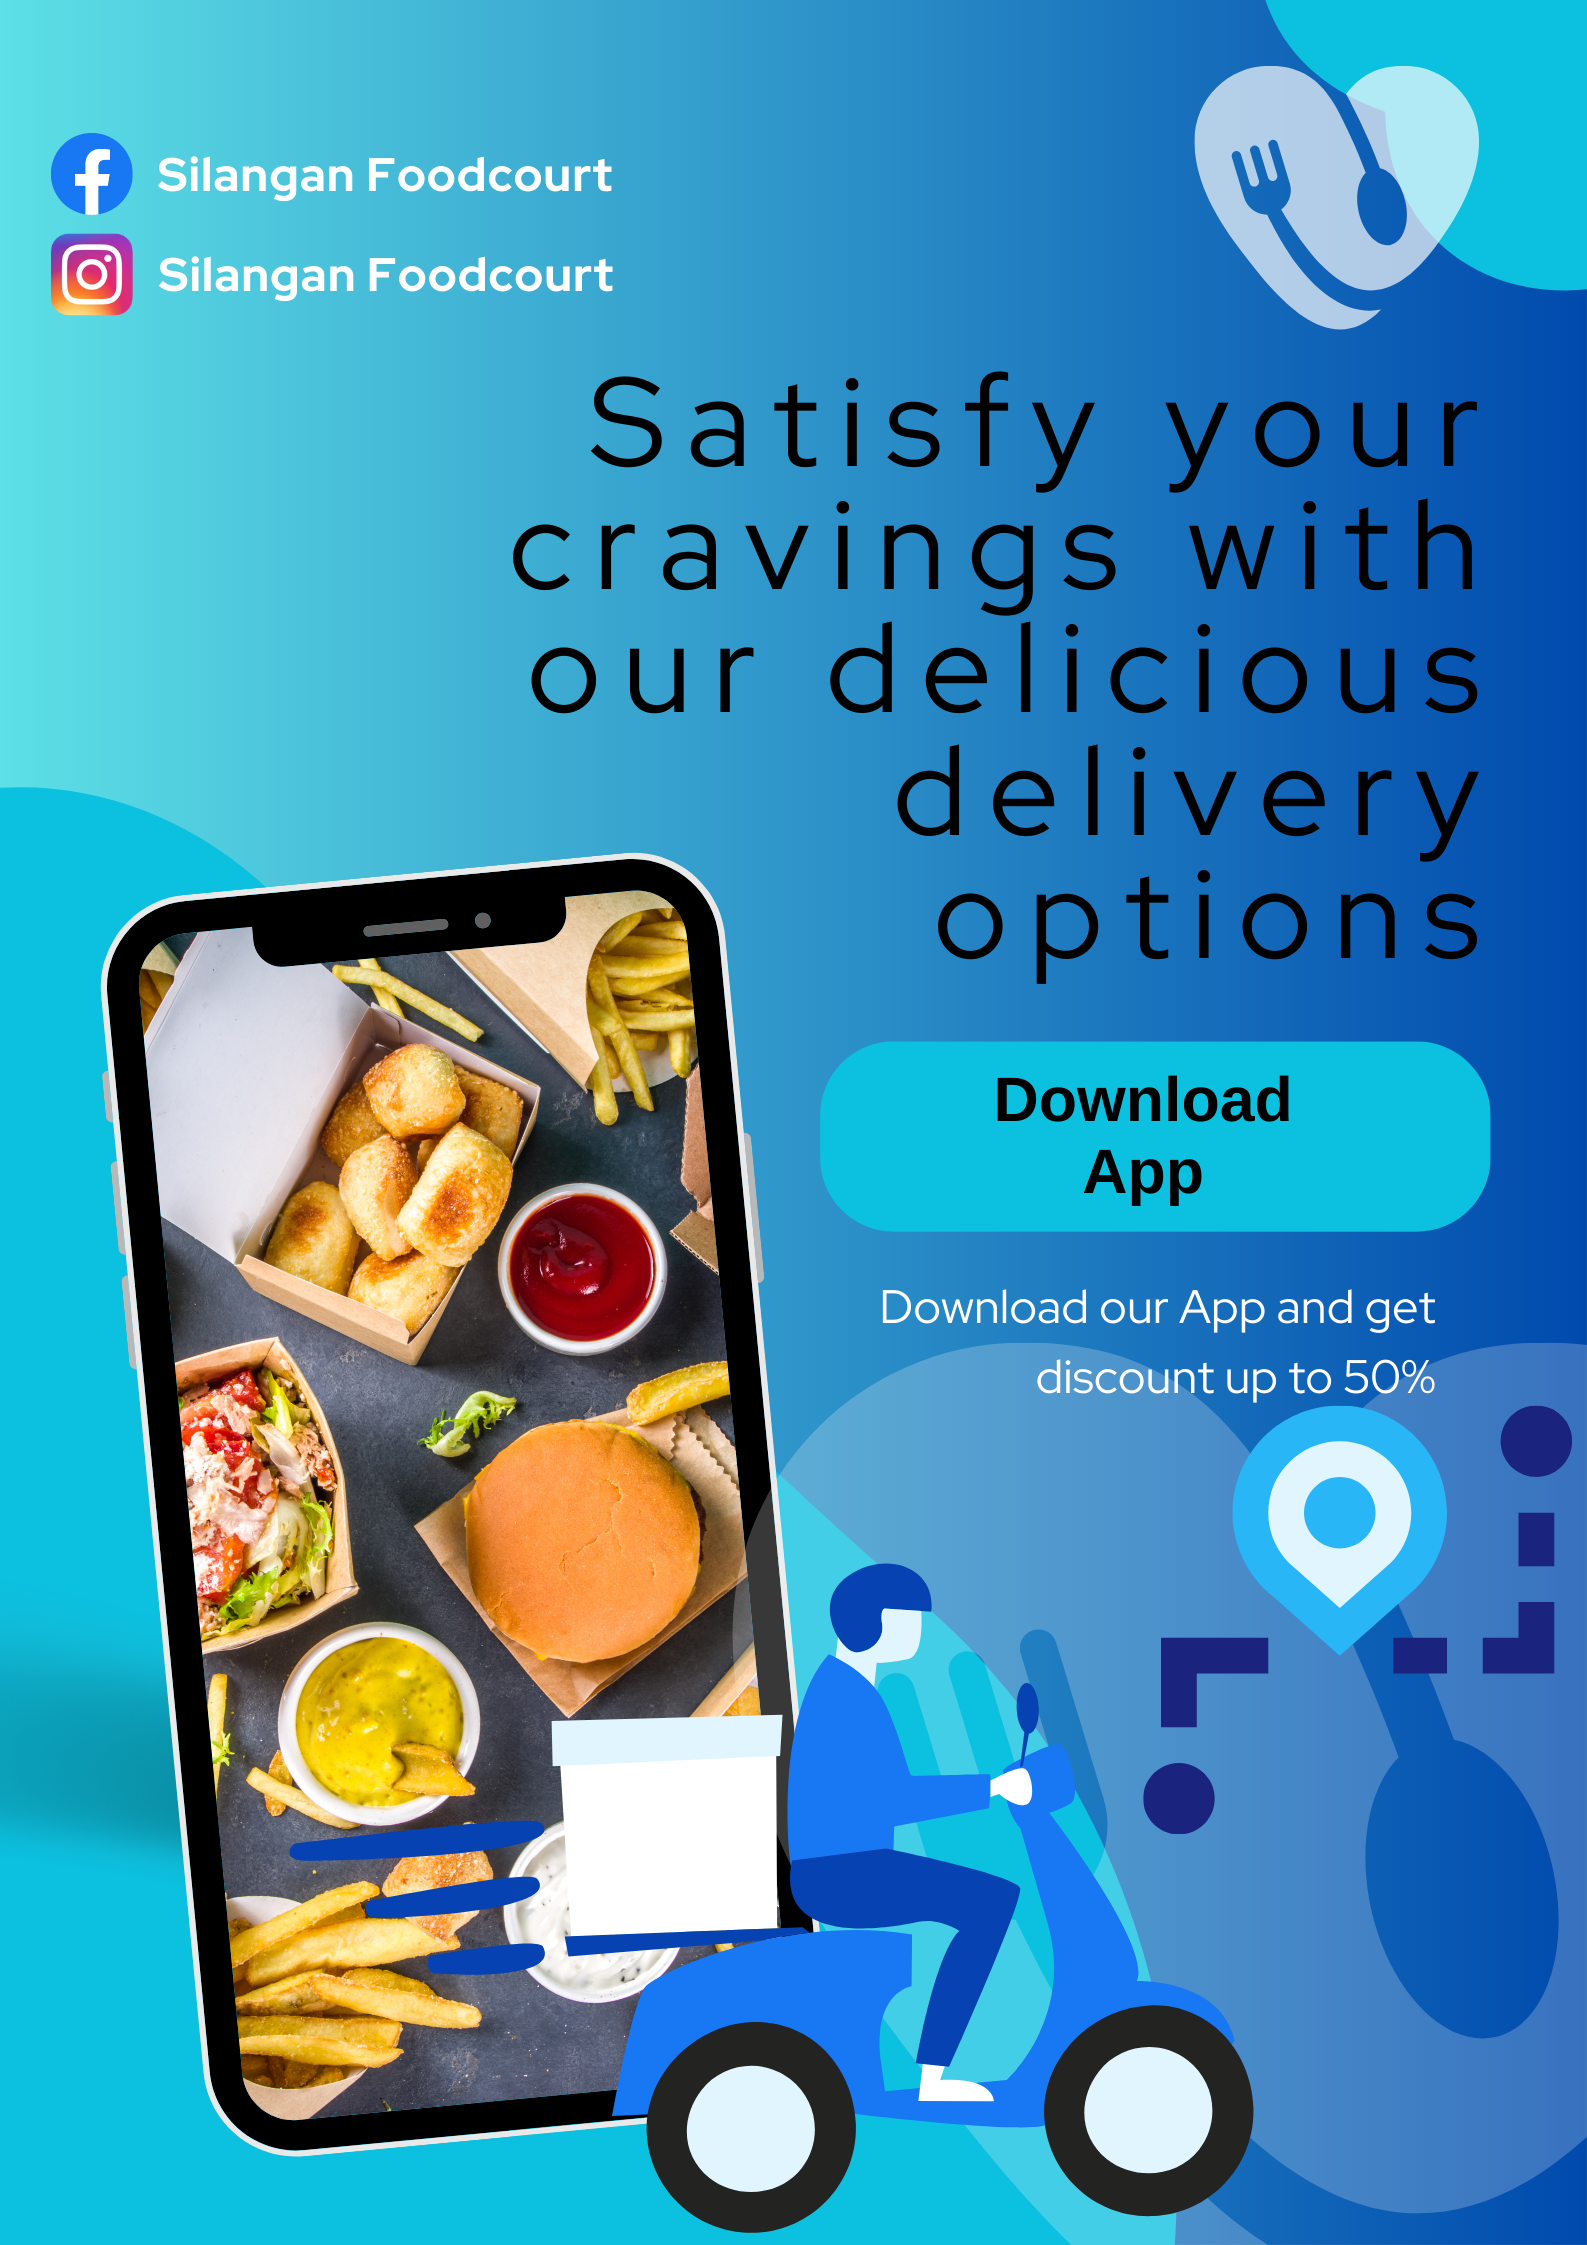 Silangan Foodcourt
Silangan Foodcourt
Satisfy your
cravings with
our delicious
delivery
options
Download
App
Download our App and get
discount up to 50%